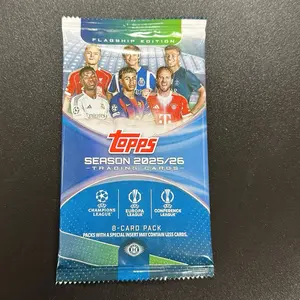 FLAGSHIP EDITION
Topps
SEASON 2025/26
TRADING CARDS
CHAMPIONS LEAGUE
EUROPA LEAGUE
CONFERENCE LEAGUE
8-CARD PACK
PACKS WITH A SPECIAL INSERT MAY CONTAIN LESS CARDS.